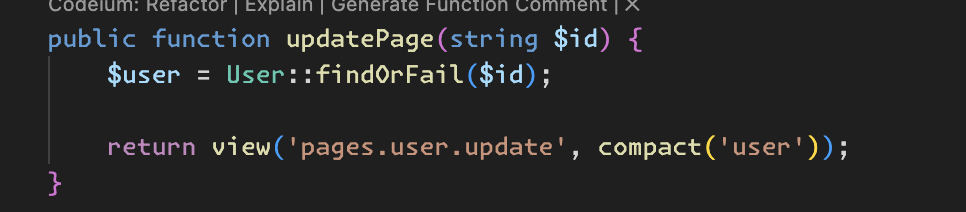 Codeium: Refactor | Explain | Generate Function Comment | ✕
public function updatePage(string $id) {
    $user = User::findOrFail($id);

    return view('pages.user.update', compact('user'));
}